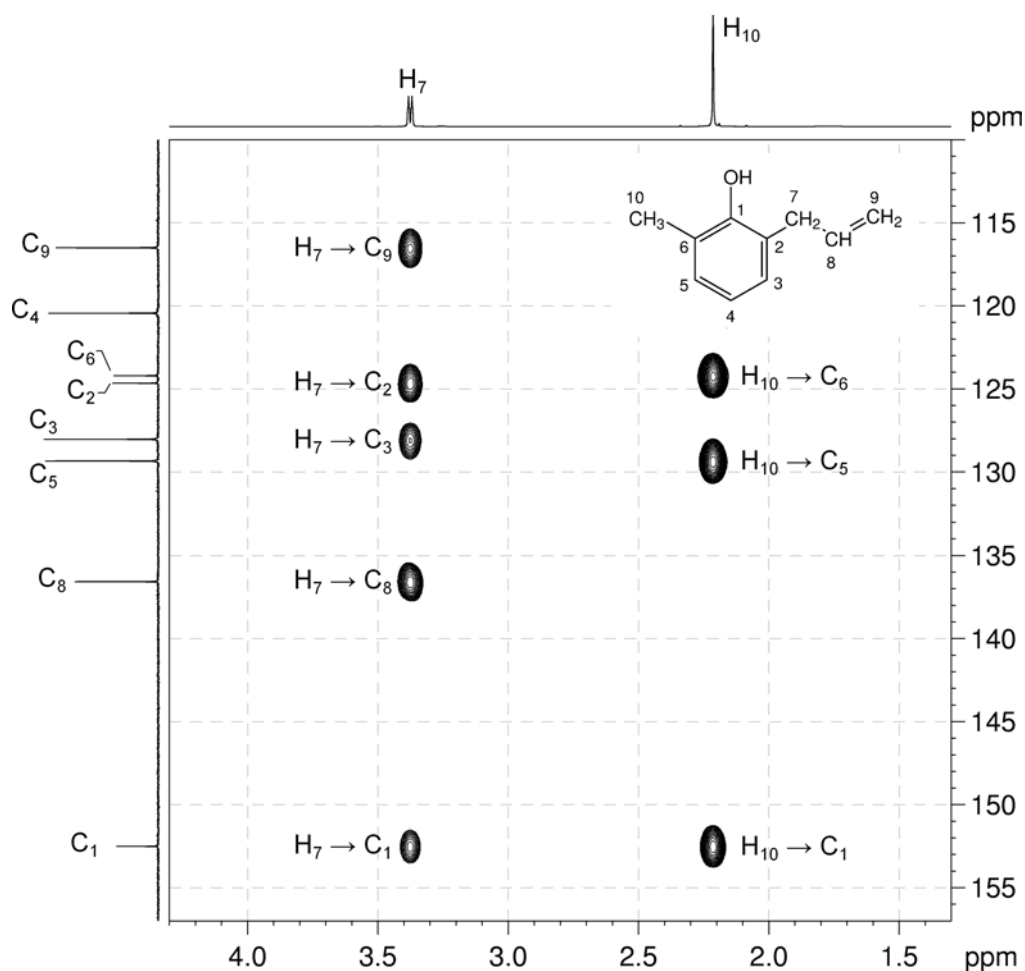 H₁₀
H₇
ppm
OH
10
CH₃
1
7
CH₂
9
CH₂
6
2
CH
8
5
3
4
C₉
H₇ → C₉
115
C₄
120
C₆
C₂
H₇ → C₂
H₁₀ → C₆
125
C₃
H₇ → C₃
C₅
H₁₀ → C₅
130
135
C₈
H₇ → C₈
140
145
150
C₁
H₇ → C₁
H₁₀ → C₁
155
4.0 3.5 3.0 2.5 2.0 1.5 ppm